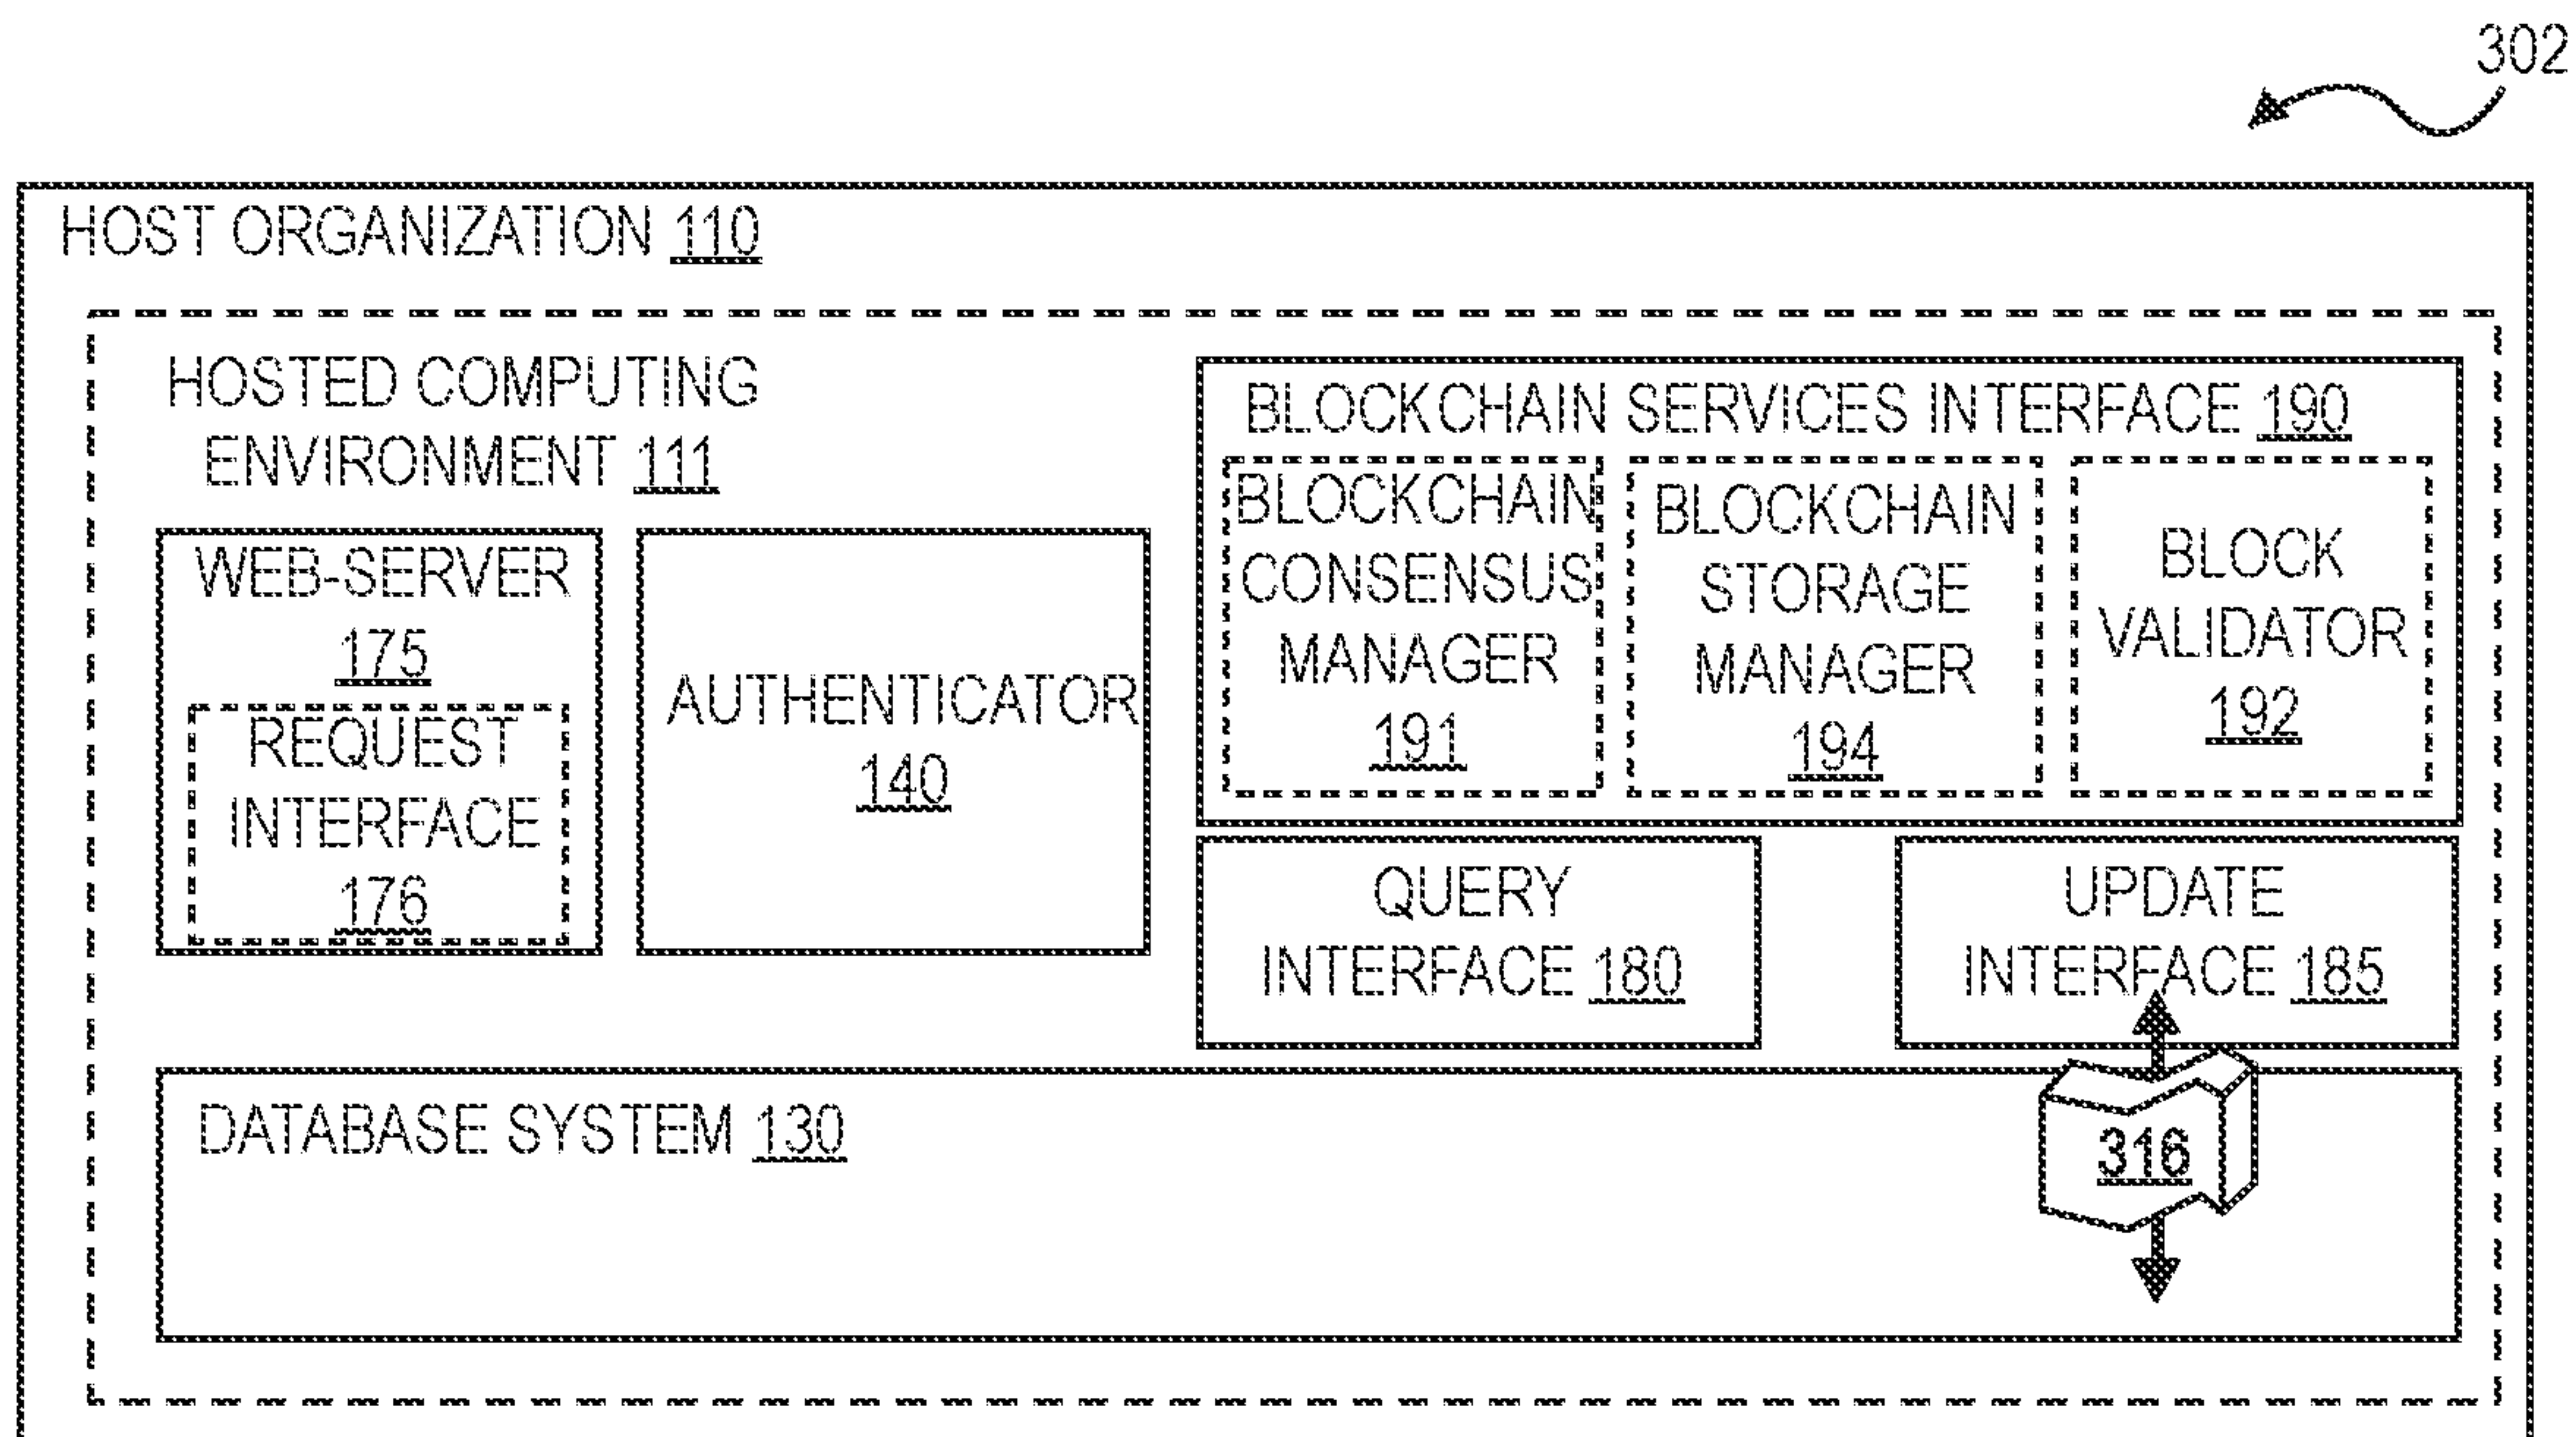 302
HOST ORGANIZATION 110
HOSTED COMPUTING
ENVIRONMENT 111
WEB-SERVER
175
REQUEST
INTERFACE
176
AUTHENTICATOR
140
BLOCKCHAIN SERVICES INTERFACE 190
BLOCKCHAIN
CONSENSUS
MANAGER
191
BLOCKCHAIN
STORAGE
MANAGER
194
BLOCK
VALIDATOR
192
QUERY
INTERFACE 180
UPDATE
INTERFACE 185
DATABASE SYSTEM 130
316